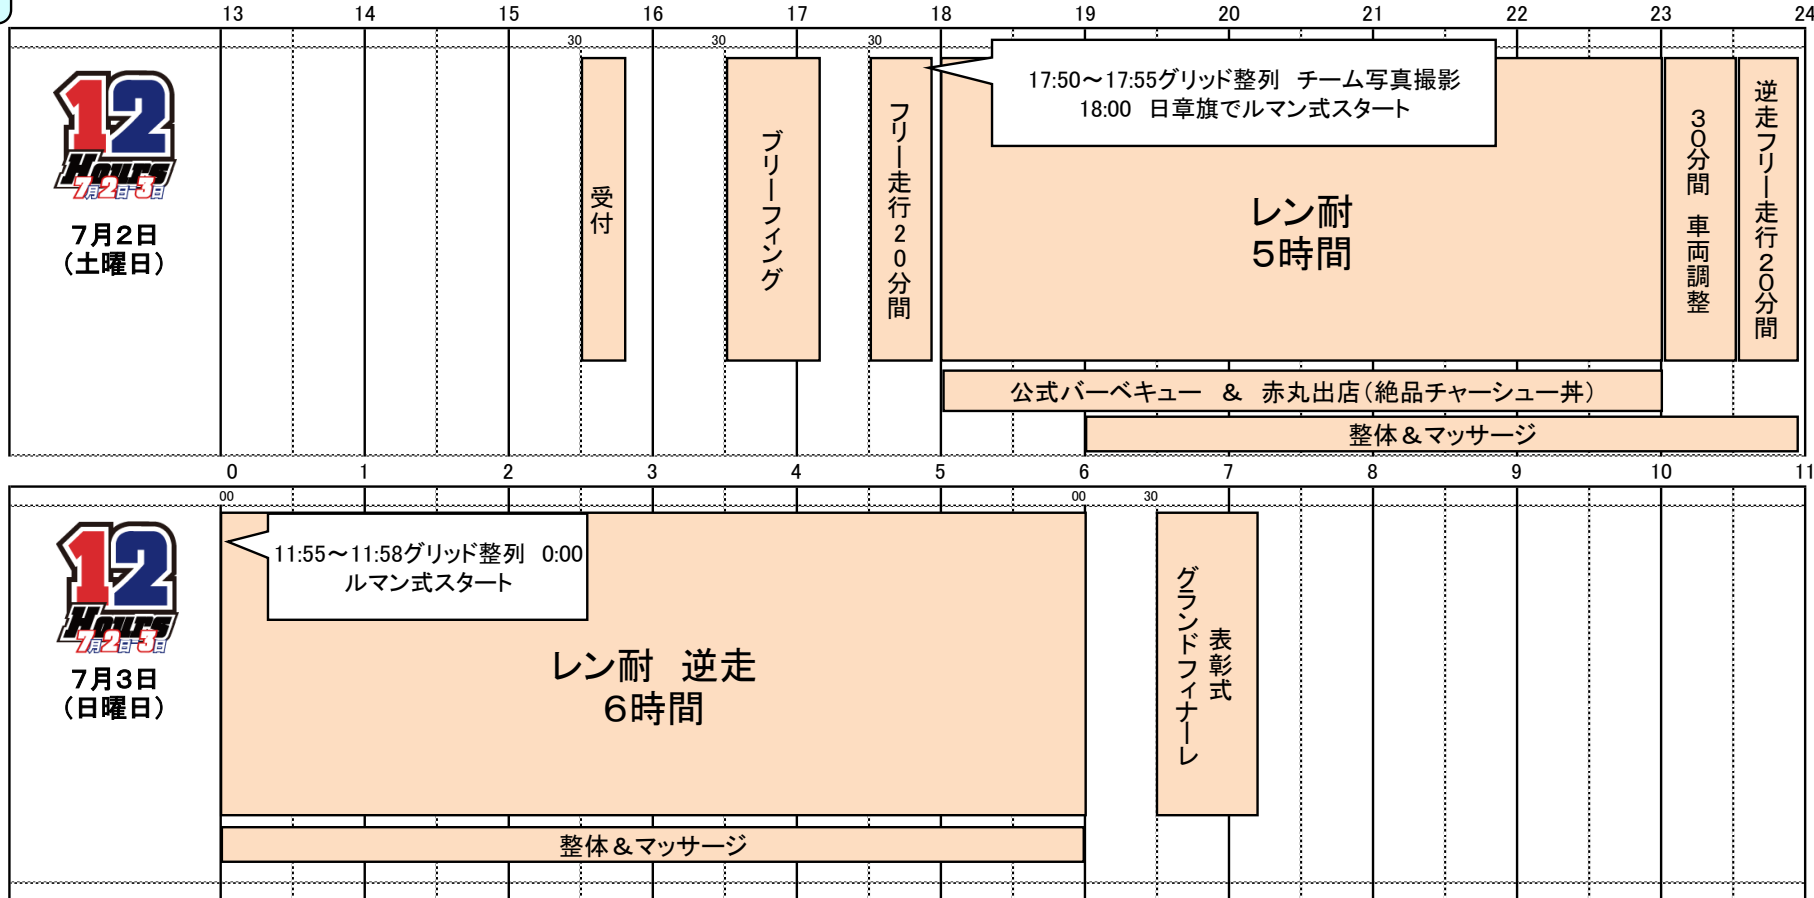 13 14 15 16 17 18 19 20 21 22 23 24
30 30 30
12
Hours
7月2日-3日
7月2日
（土曜日）
受付
ブリーフィング
フリー走行20分間
17:50～17:55グリッド整列　チーム写真撮影
18:00　日章旗でルマン式スタート
レン耐
5時間
30分間　車両調整
逆走フリー走行20分間
公式バーベキュー　＆　赤丸出店（絶品チャーシュー丼）
整体＆マッサージ
0 1 2 3 4 5 6 7 8 9 10 11
00 00 30
12
Hours
7月2日-3日
7月3日
（日曜日）
11:55～11:58グリッド整列　0:00
ルマン式スタート
レン耐　逆走
6時間
表彰式
グランドフィナーレ
整体＆マッサージ